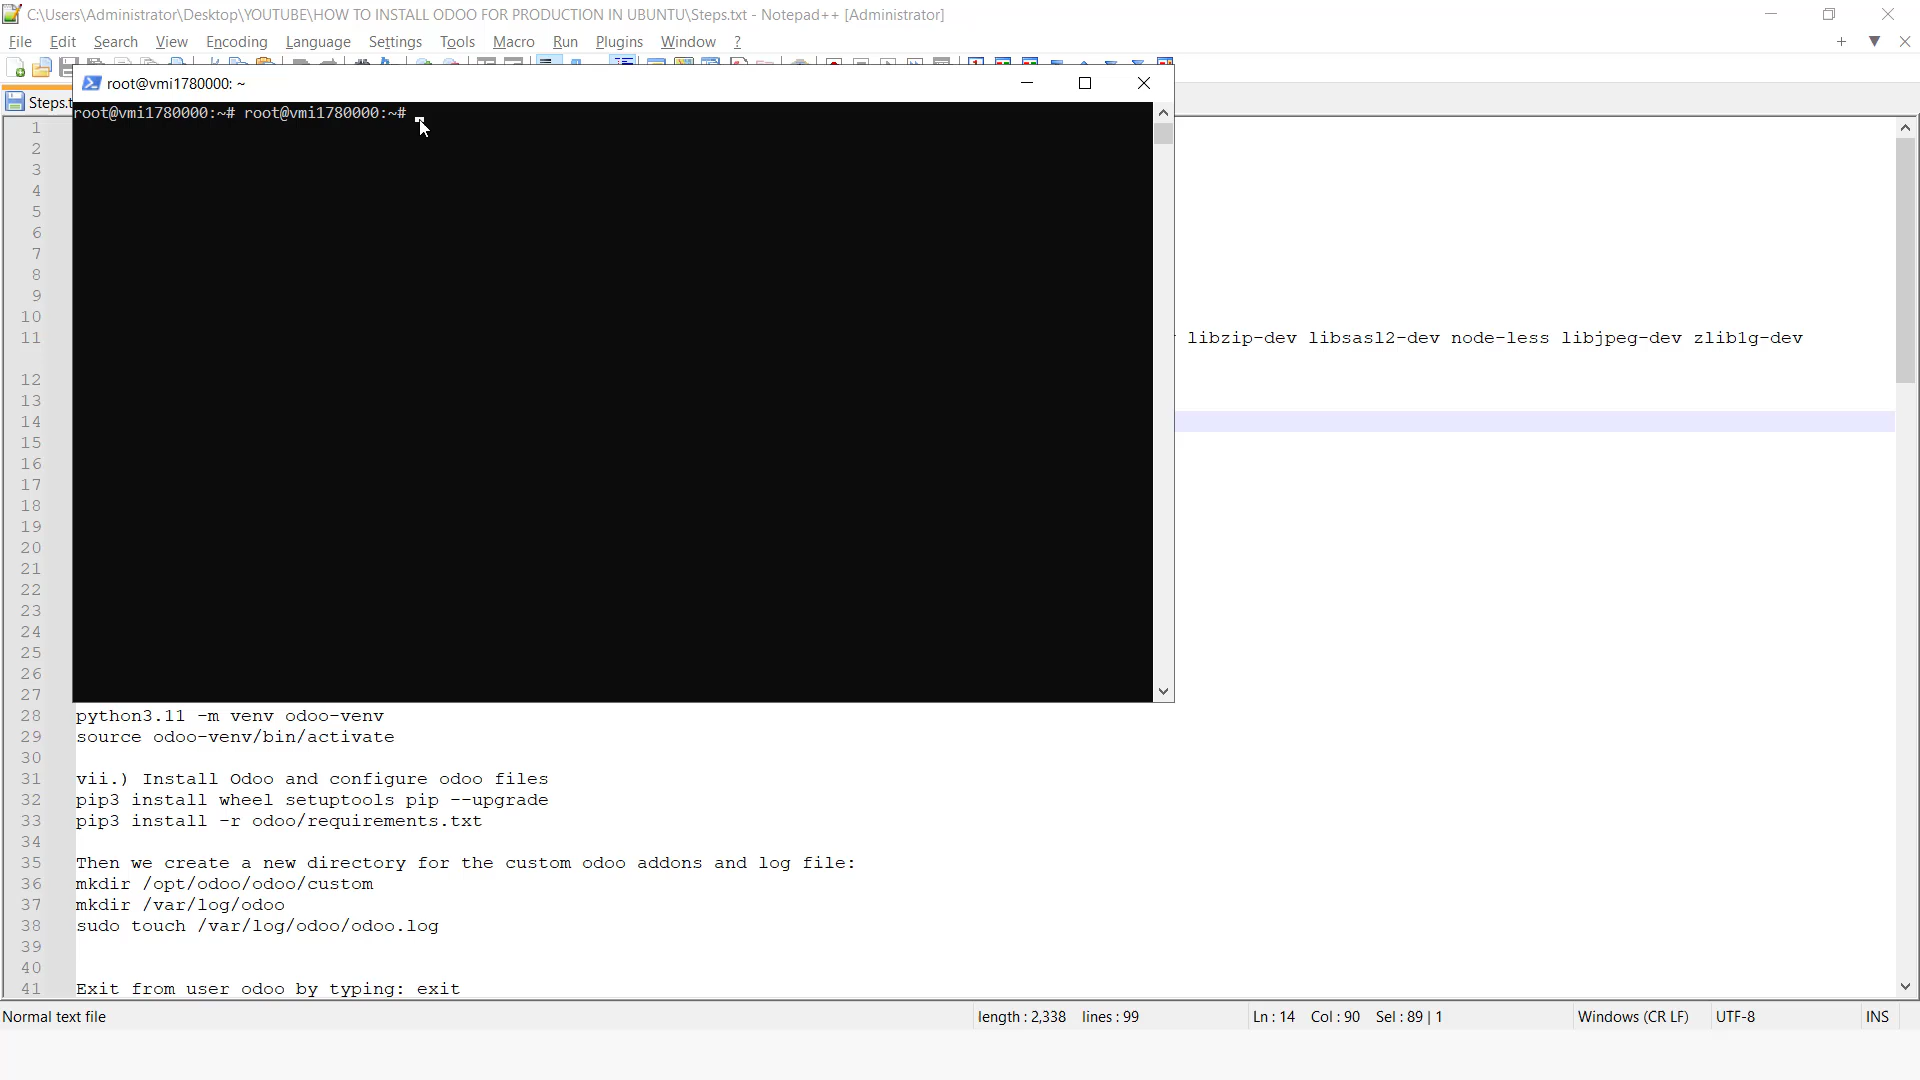 C:\Users\Administrator\Desktop\YOUTUBE\HOW TO INSTALL ODOO FOR PRODUCTION IN UBUNTU\Steps.txt - Notepad++ [Administrator]
File Edit Search View Encoding Language Settings Tools Macro Run Plugins Window ?
root@vmi1780000: ~
Steps.t
root@vmi1780000:~# root@vmi1780000:~#
1
2
3
4
5
6
7
8
9
10
11 libzip-dev libsasl2-dev node-less libjpeg-dev zlib1g-dev
12
13
14
15
16
17
18
19
20
21
22
23
24
25
26
27
28 python3.11 -m venv odoo-venv
29 source odoo-venv/bin/activate
30
31 vii.) Install Odoo and configure odoo files
32 pip3 install wheel setuptools pip --upgrade
33 pip3 install -r odoo/requirements.txt
34
35 Then we create a new directory for the custom odoo addons and log file:
36 mkdir /opt/odoo/odoo/custom
37 mkdir /var/log/odoo
38 sudo touch /var/log/odoo/odoo.log
39
40
41 Exit from user odoo by typing: exit
Normal text file length : 2,338 lines : 99 Ln : 14 Col : 90 Sel : 89 | 1 Windows (CR LF) UTF-8 INS